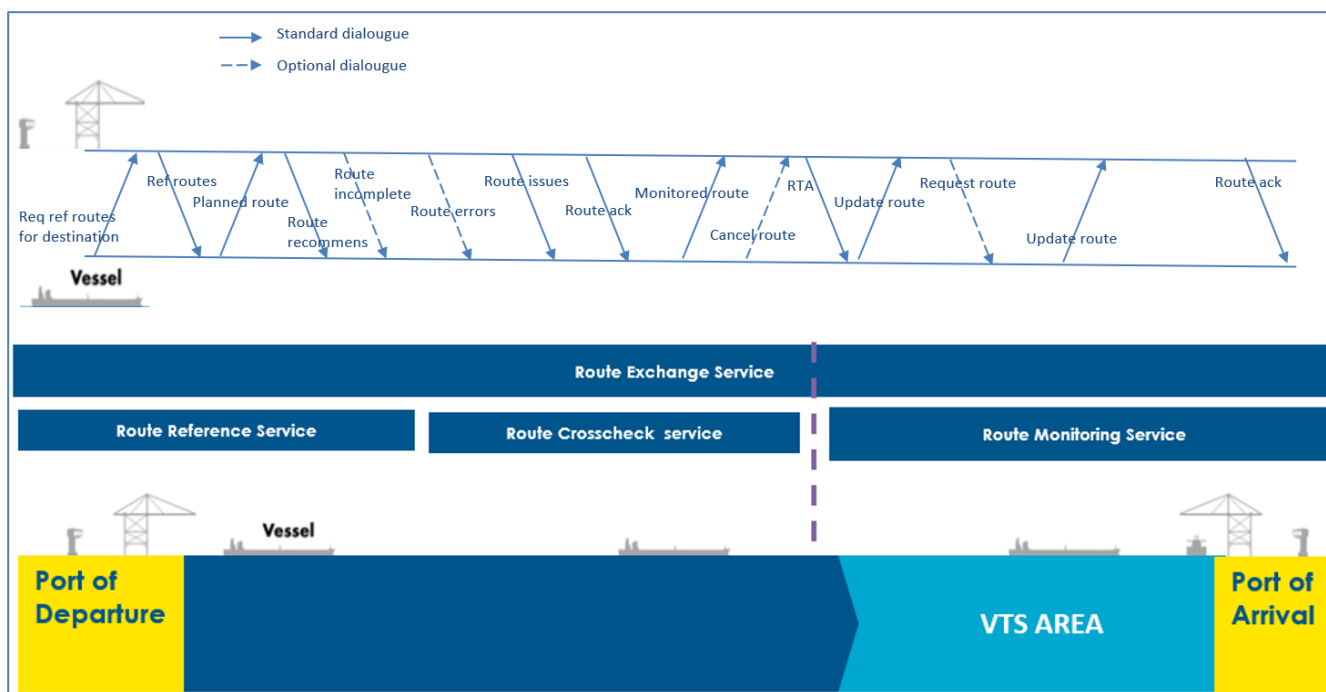 Standard dialougue
Optional dialougue
Req ref routes
for destination
Ref routes
Planned route
Route
recommens
Route
incomplete
Route errors
Route issues
Route ack
Monitored route
Cancel route
RTA
Update route
Request route
Update route
Route ack
Vessel
Route Exchange Service
Route Reference Service
Route Crosscheck service
Route Monitoring Service
Vessel
Port of
Departure
VTS AREA
Port of
Arrival